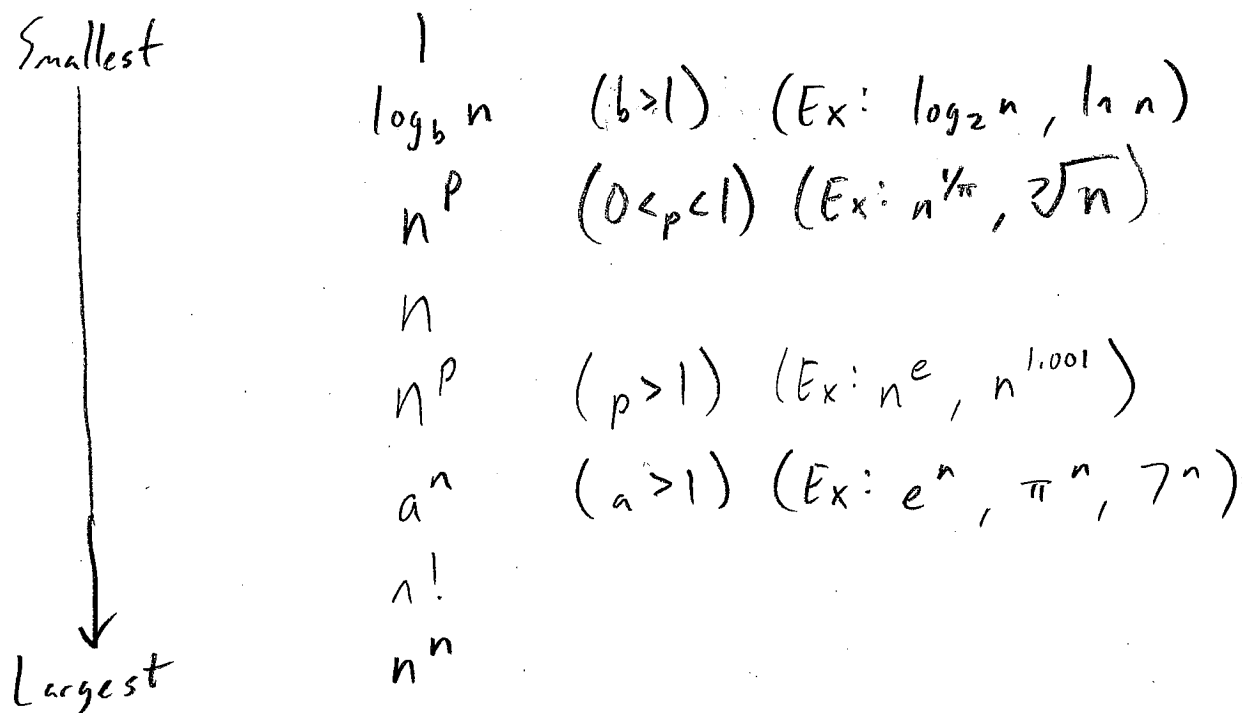 Smallest
1
log_b n (b>1) (Ex: log_2 n, ln n)
n^p (0<p<1) (Ex: n^{1/π}, ⁷√n)
n
n^p (p>1) (Ex: n^e, n^{1.001})
a^n (a>1) (Ex: e^n, π^n, 7^n)
n!
n^n
Largest